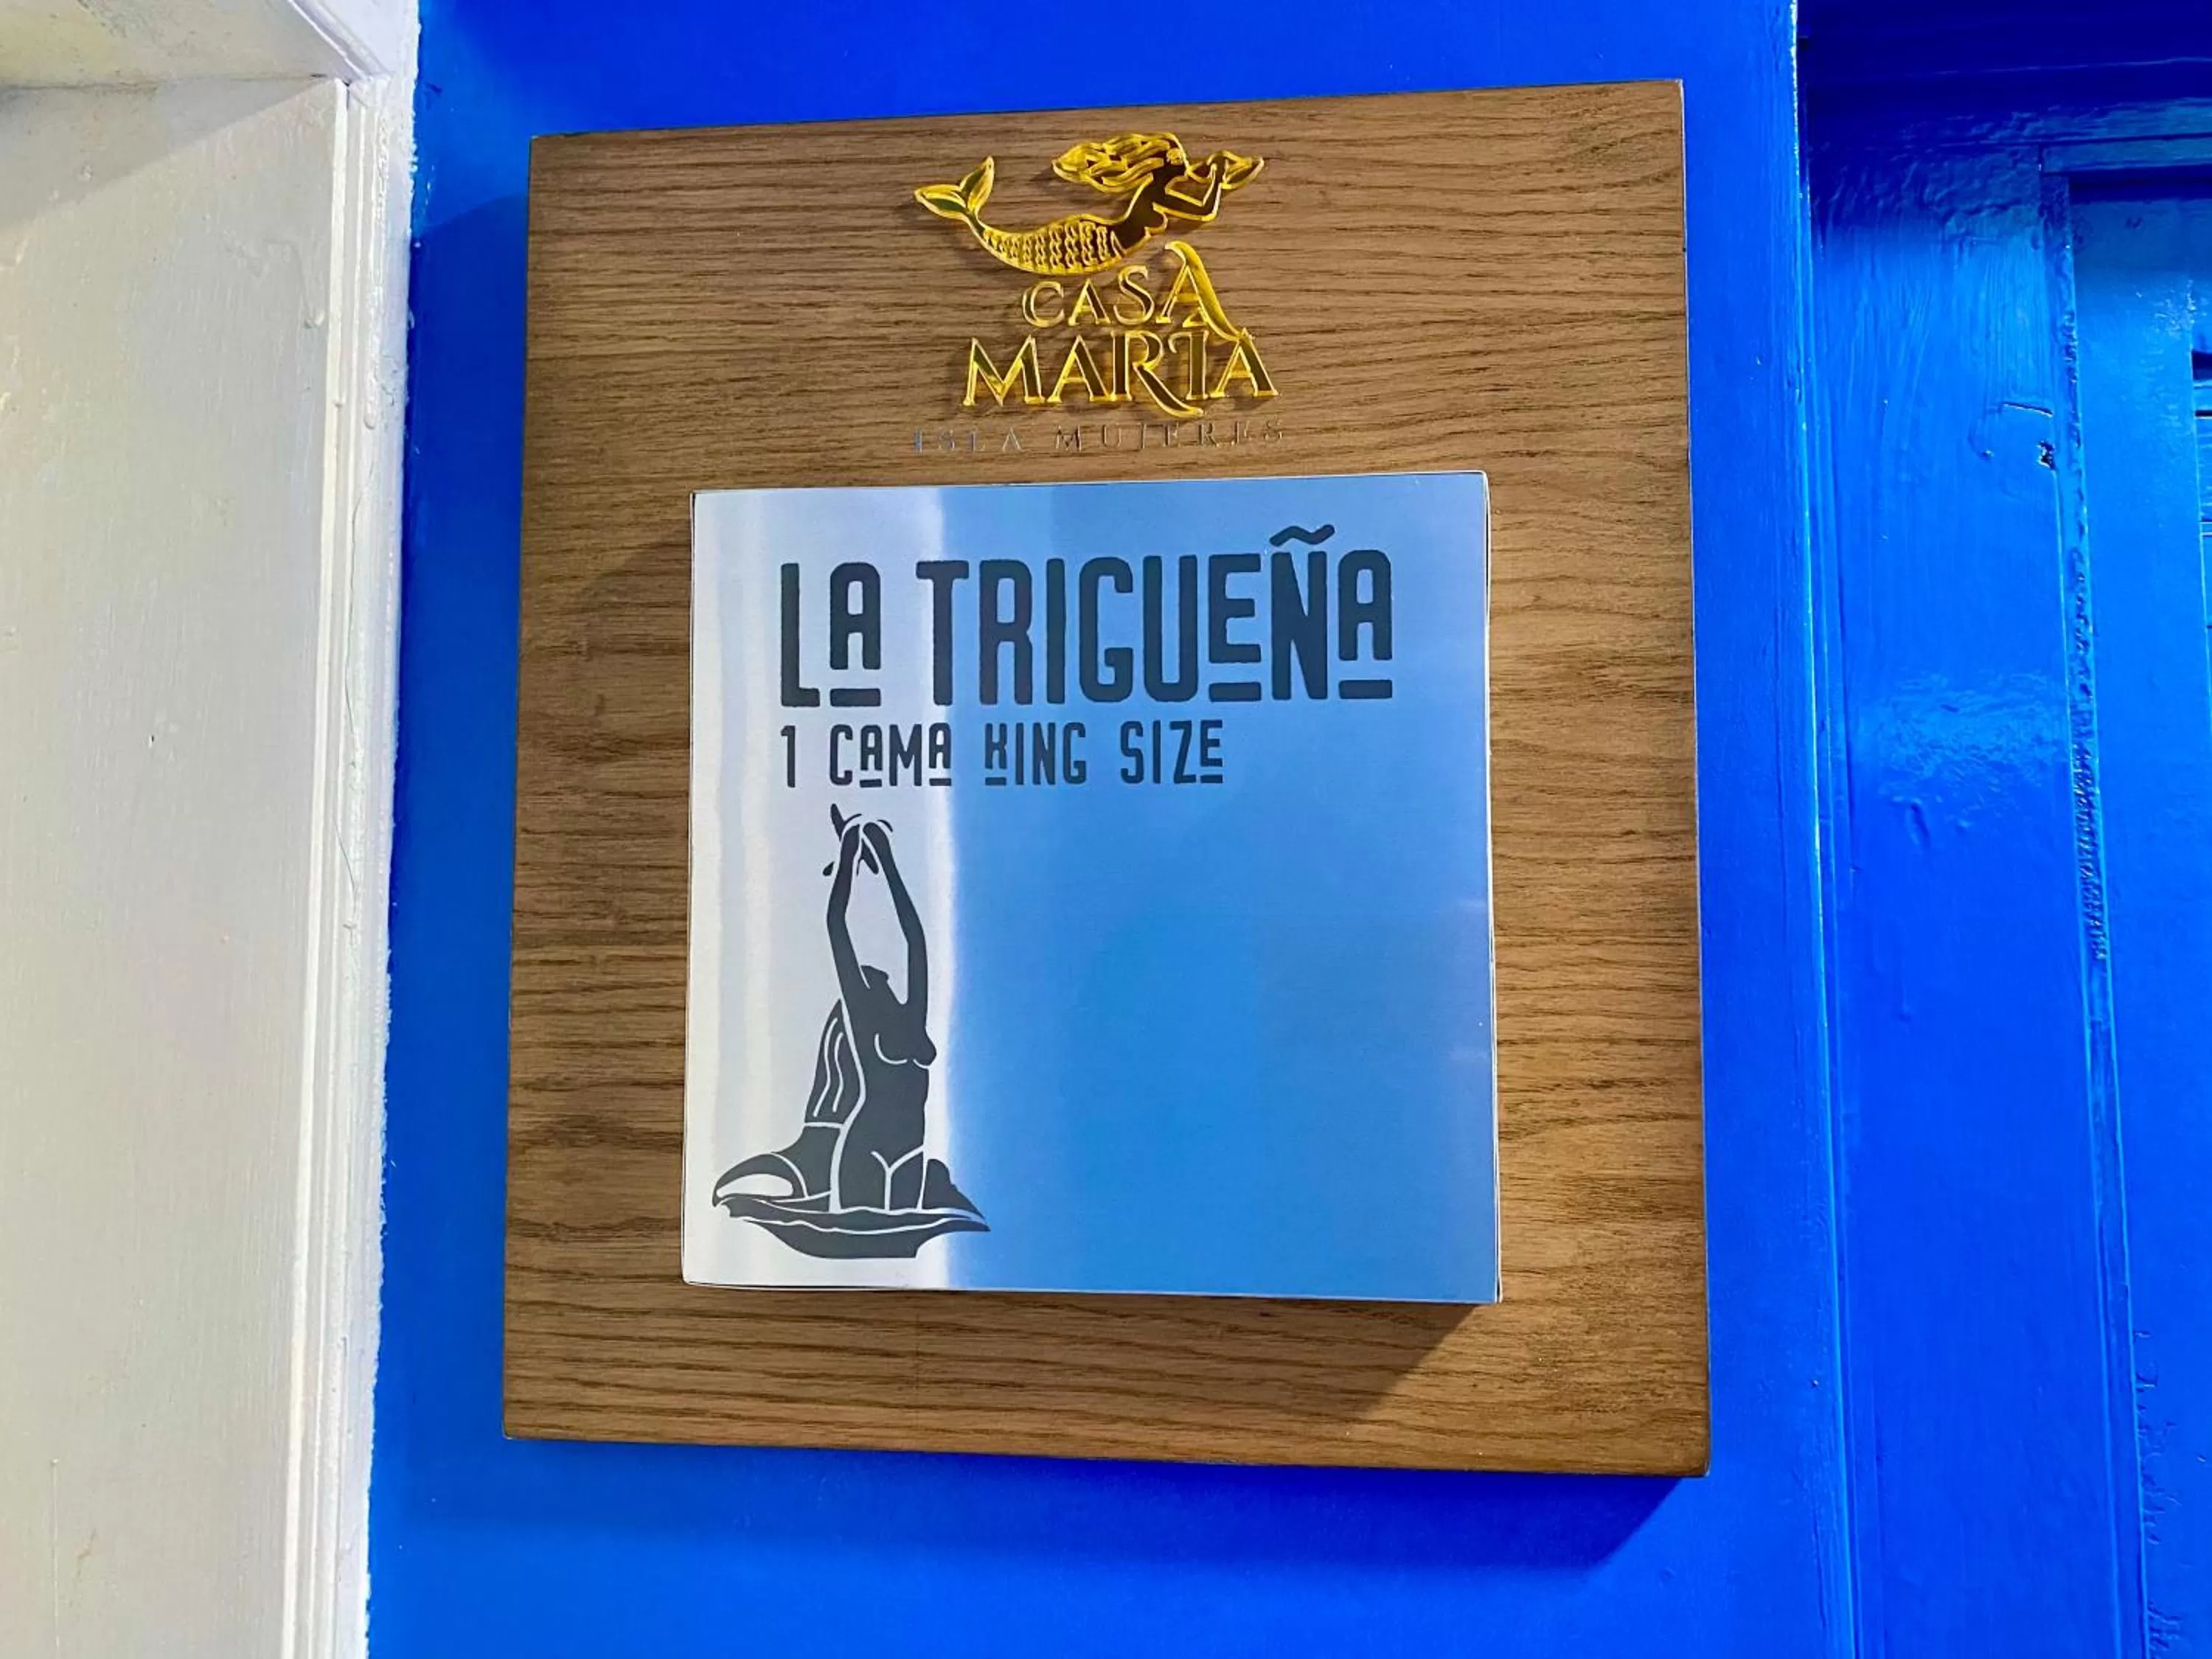 CASA
MARIA
ISLA MUJERES
LA TRIGUEÑA
1 CAMA KING SIZE